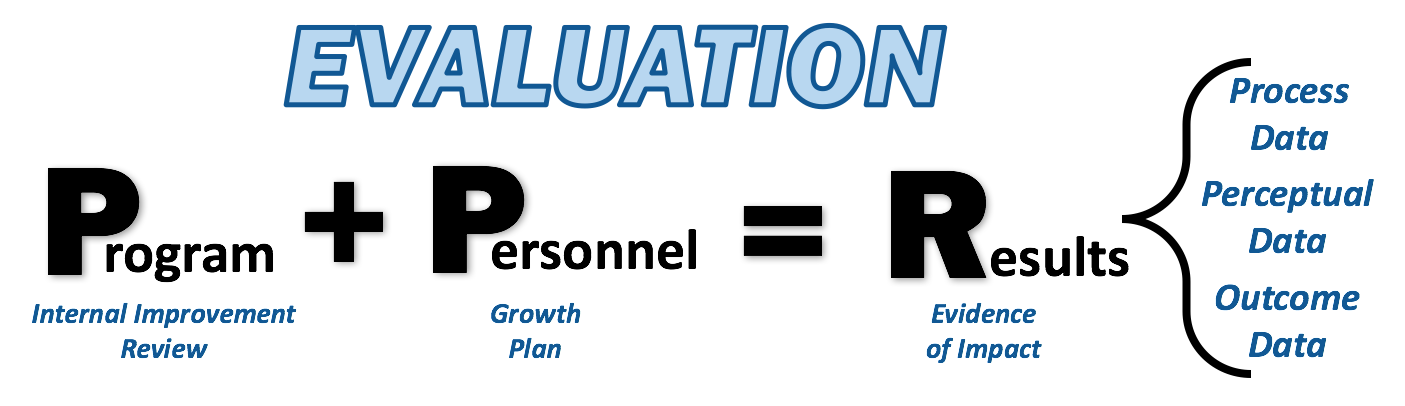 EVALUATION
Program + Personnel = Results
Internal Improvement
Review
Growth
Plan
Evidence
of Impact
Process
Data
Perceptual
Data
Outcome
Data